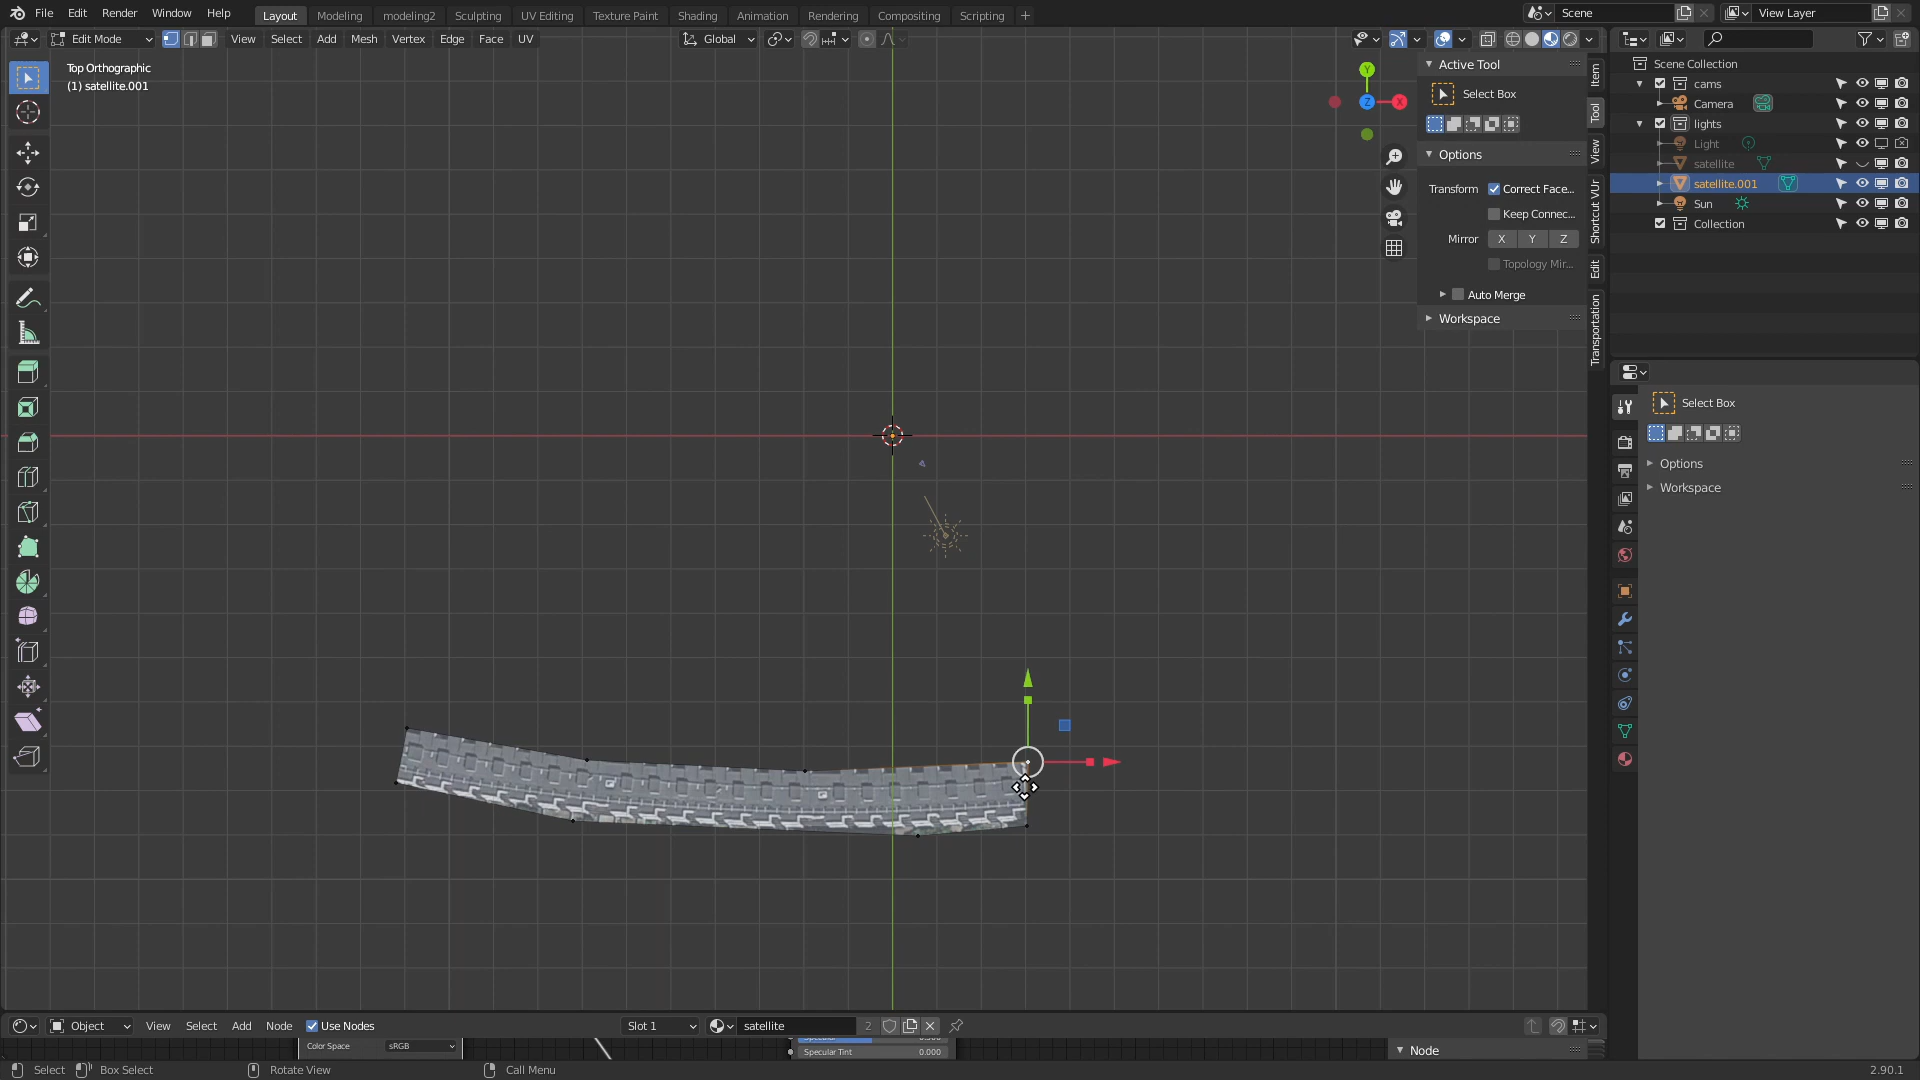 File Edit Render Window Help Layout Modeling modeling2 Sculpting UV Editing Texture Paint Shading Animation Rendering Compositing Scripting + Scene View Layer
Edit Mode View Select Add Mesh Vertex Edge Face UV Global
Top Orthographic
(1) satellite.001
Y
X
Z
Active Tool
Select Box
Options
Transform Correct Face...
Keep Connec...
Mirror X Y Z
Topology Mir...
Auto Merge
Workspace
Item
Tool
View
Shortcut VUr
Edit
Transportation
Scene Collection
cams
Camera
lights
Light
satellite
satellite.001
Sun
Collection
Select Box
Options
Workspace
Object View Select Add Node Use Nodes Slot 1 satellite 2
Color Space sRGB
Specular 0.500
Specular Tint 0.000
Node
Select Box Select Rotate View Call Menu 2.90.1